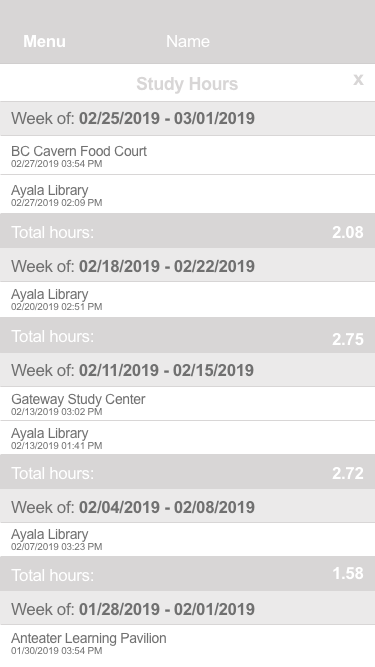 Menu Name
Study Hours x
Week of: 02/25/2019 - 03/01/2019
BC Cavern Food Court
02/27/2019 03:54 PM
Ayala Library
02/27/2019 02:09 PM
Total hours: 2.08
Week of: 02/18/2019 - 02/22/2019
Ayala Library
02/20/2019 02:51 PM
Total hours: 2.75
Week of: 02/11/2019 - 02/15/2019
Gateway Study Center
02/13/2019 03:02 PM
Ayala Library
02/13/2019 01:41 PM
Total hours: 2.72
Week of: 02/04/2019 - 02/08/2019
Ayala Library
02/07/2019 03:23 PM
Total hours: 1.58
Week of: 01/28/2019 - 02/01/2019
Anteater Learning Pavilion
01/30/2019 03:54 PM